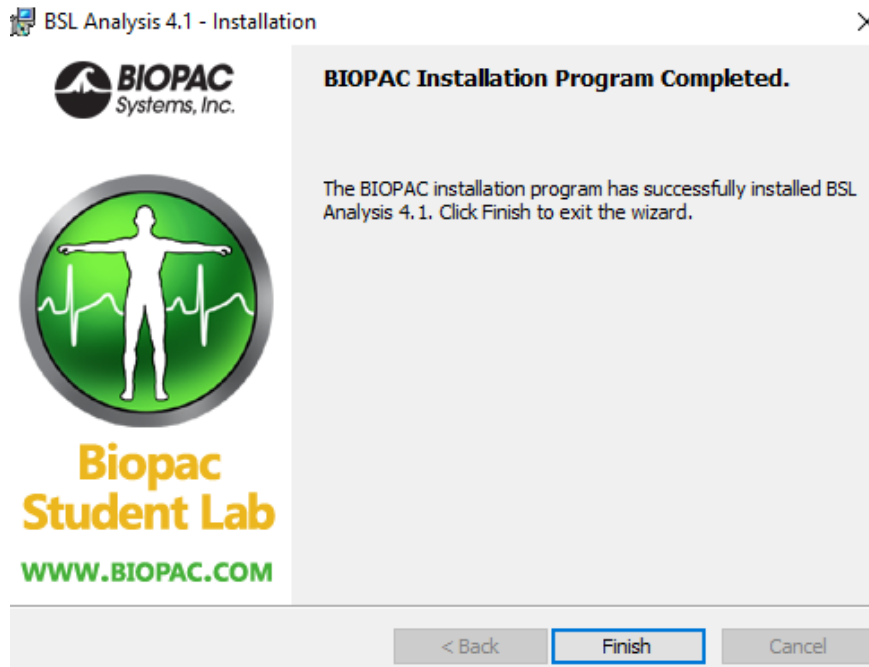 BSL Analysis 4.1 - Installation
BIOPAC
Systems, Inc.
BIOPAC Installation Program Completed.
The BIOPAC installation program has successfully installed BSL
Analysis 4.1. Click Finish to exit the wizard.
Biopac
Student Lab
WWW.BIOPAC.COM
< Back
Finish
Cancel